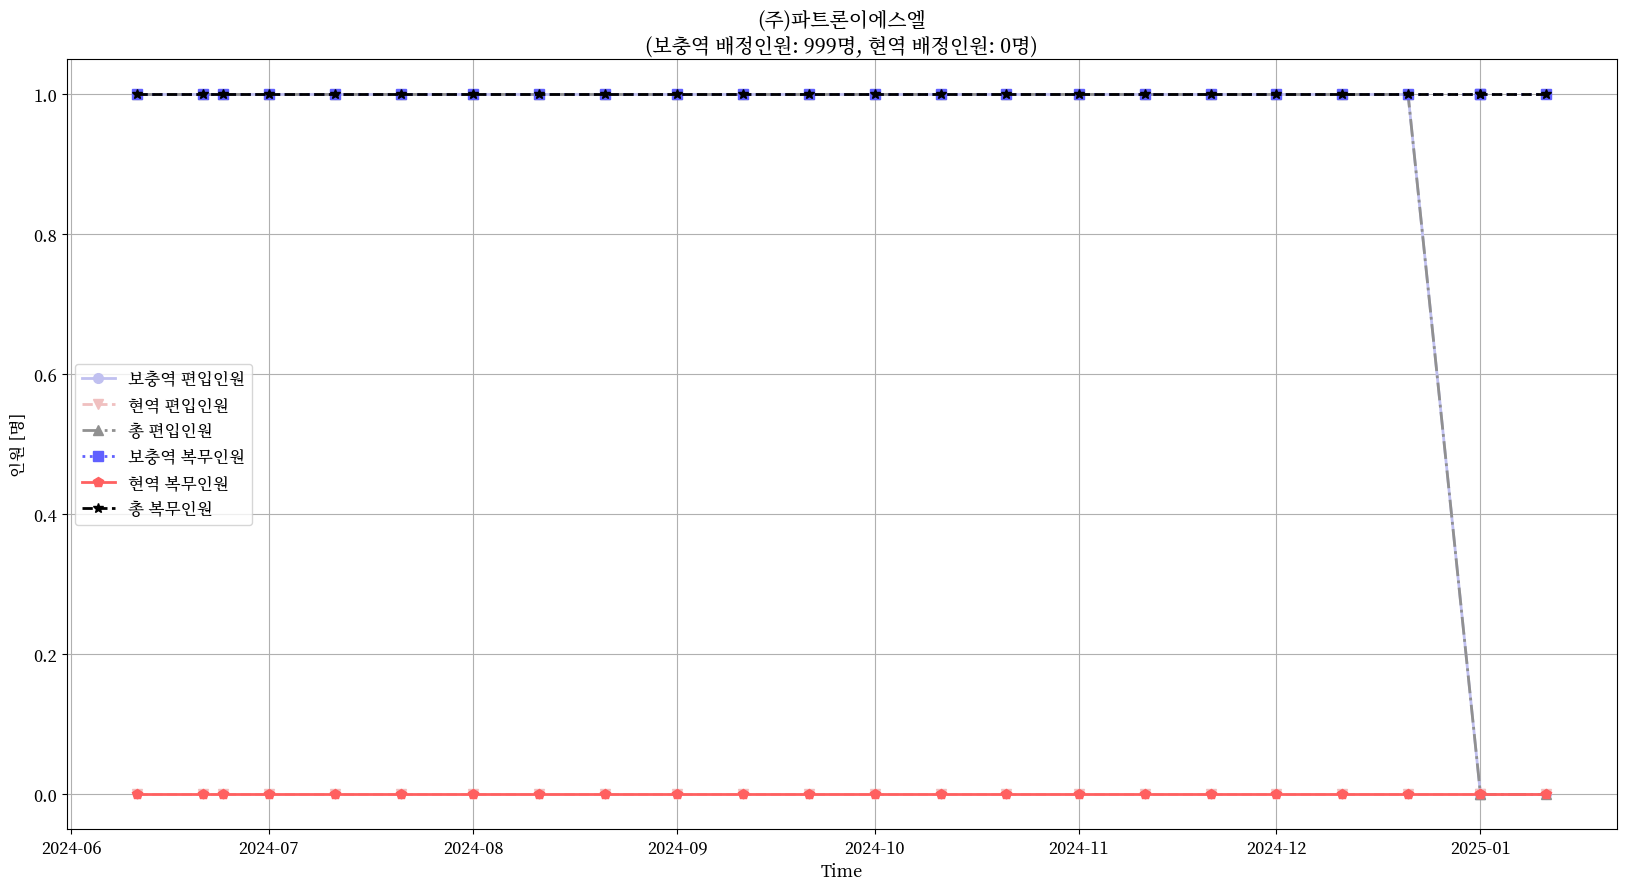 (주)파트론이에스엘
(보충역 배정인원: 999명, 현역 배정인원: 0명)
1.0
0.8
0.6
0.4
0.2
0.0
인원 [명]
보충역 편입인원
현역 편입인원
총 편입인원
보충역 복무인원
현역 복무인원
총 복무인원
2024-06
2024-07
2024-08
2024-09
2024-10
2024-11
2024-12
2025-01
Time